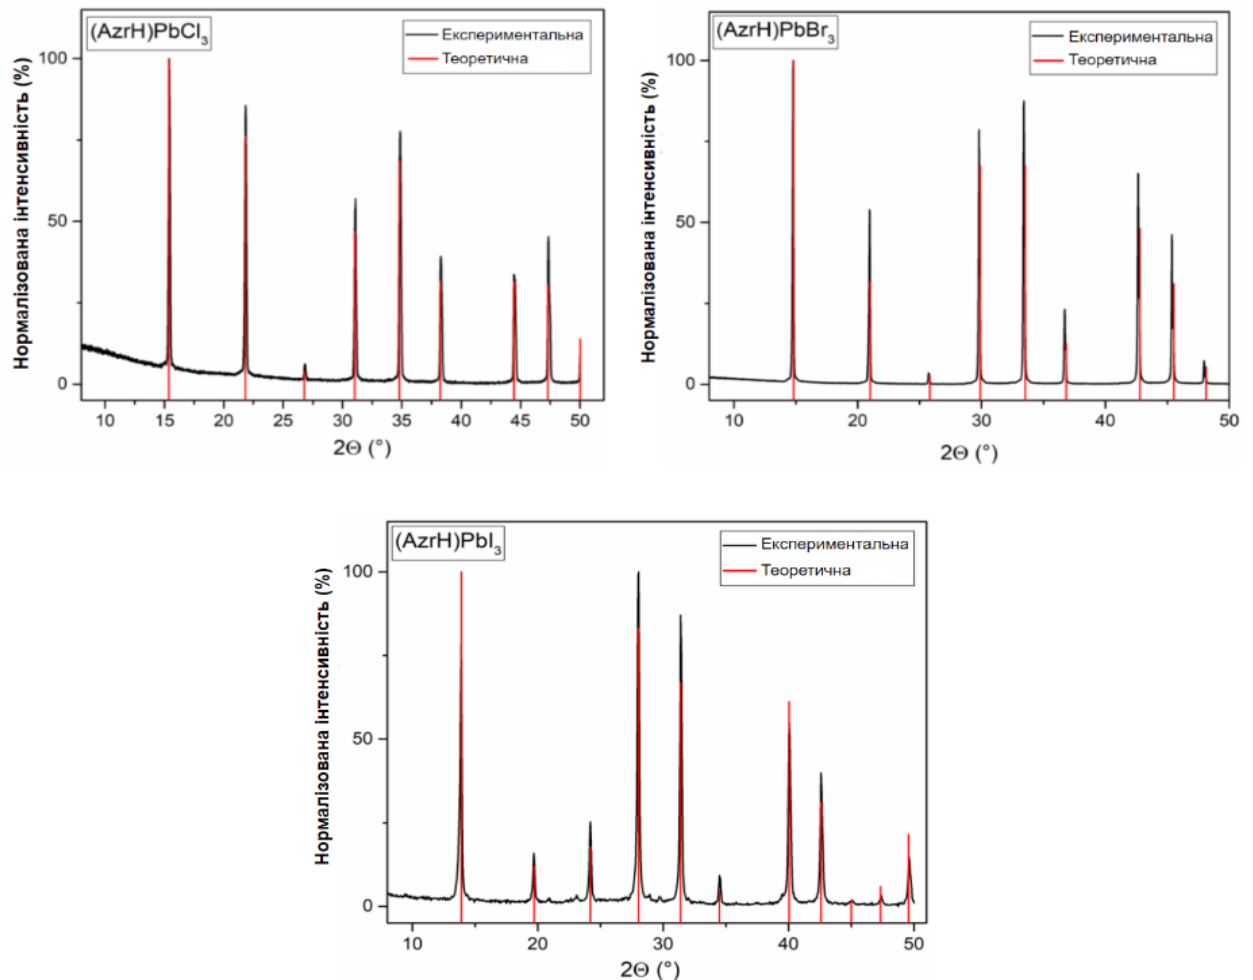 (AzrH)PbCl₃
Експериментальна
Теоретична
Нормалізована інтенсивність (%)
100
50
0
10 15 20 25 30 35 40 45 50
2Θ (°)
(AzrH)PbBr₃
Експериментальна
Теоретична
Нормалізована інтенсивність (%)
100
50
0
10 20 30 40 50
2Θ (°)
(AzrH)PbI₃
Експериментальна
Теоретична
Нормалізована інтенсивність (%)
100
50
0
10 20 30 40 50
2Θ (°)